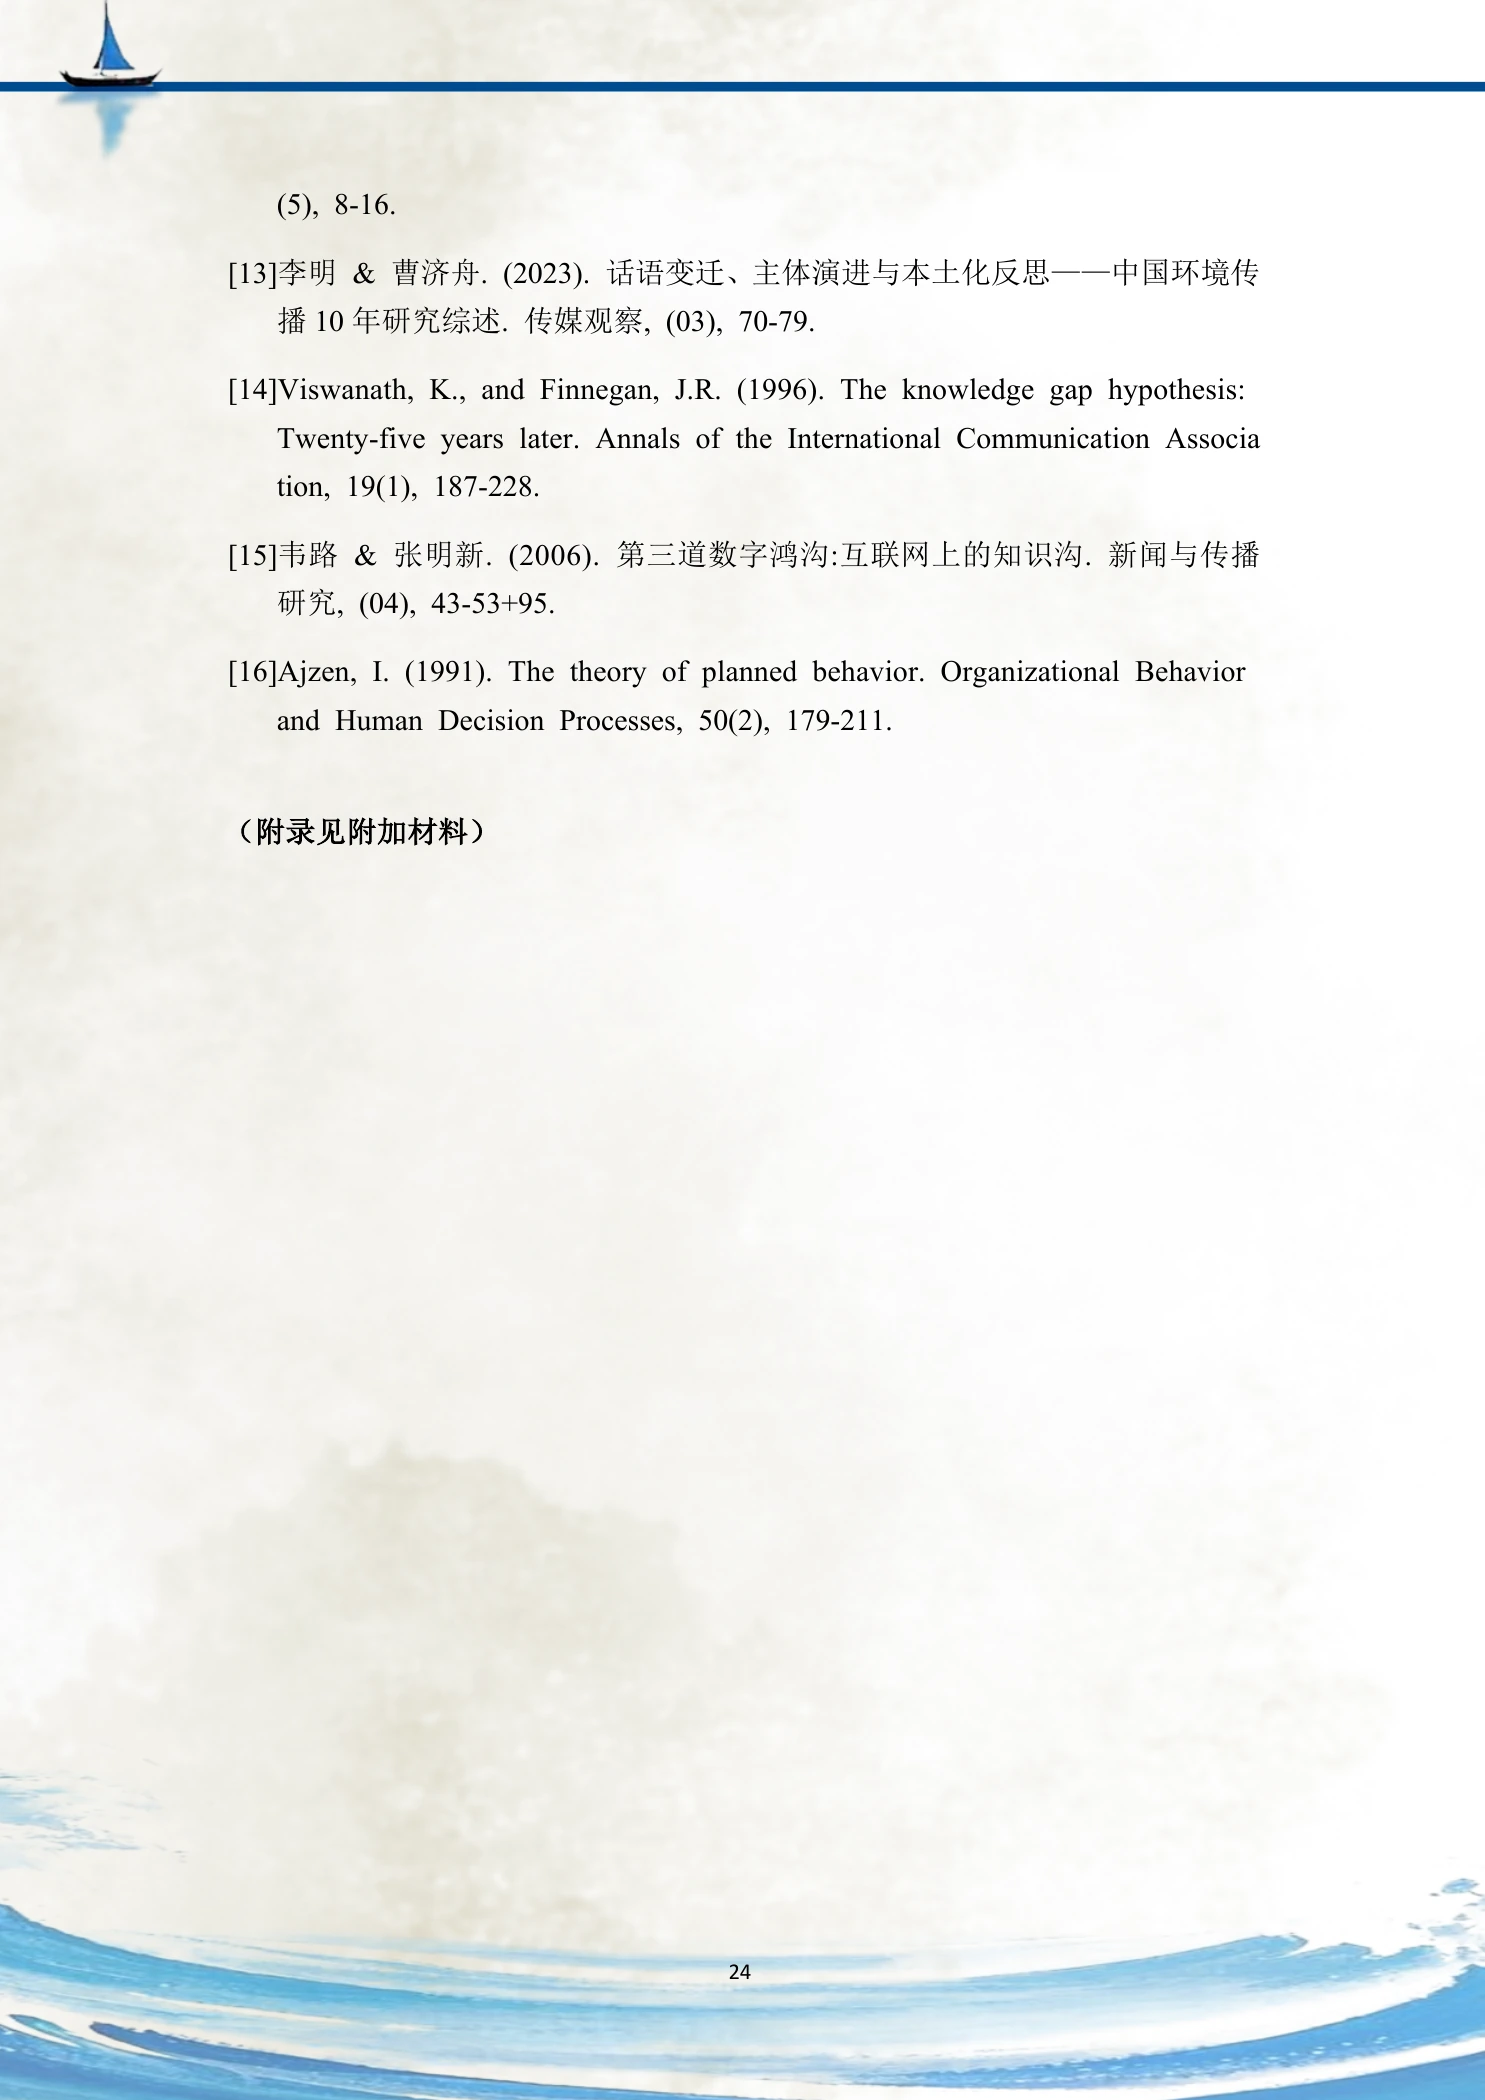 (5), 8-16.
[13]李明 & 曹济舟. (2023). 话语变迁、主体演进与本土化反思——中国环境传
播 10 年研究综述. 传媒观察, (03), 70-79.
[14]Viswanath, K., and Finnegan, J.R. (1996). The knowledge gap hypothesis:
Twenty-five years later. Annals of the International Communication Associa
tion, 19(1), 187-228.
[15]韦路 & 张明新. (2006). 第三道数字鸿沟:互联网上的知识沟. 新闻与传播
研究, (04), 43-53+95.
[16]Ajzen, I. (1991). The theory of planned behavior. Organizational Behavior
and Human Decision Processes, 50(2), 179-211.
（附录见附加材料）
24